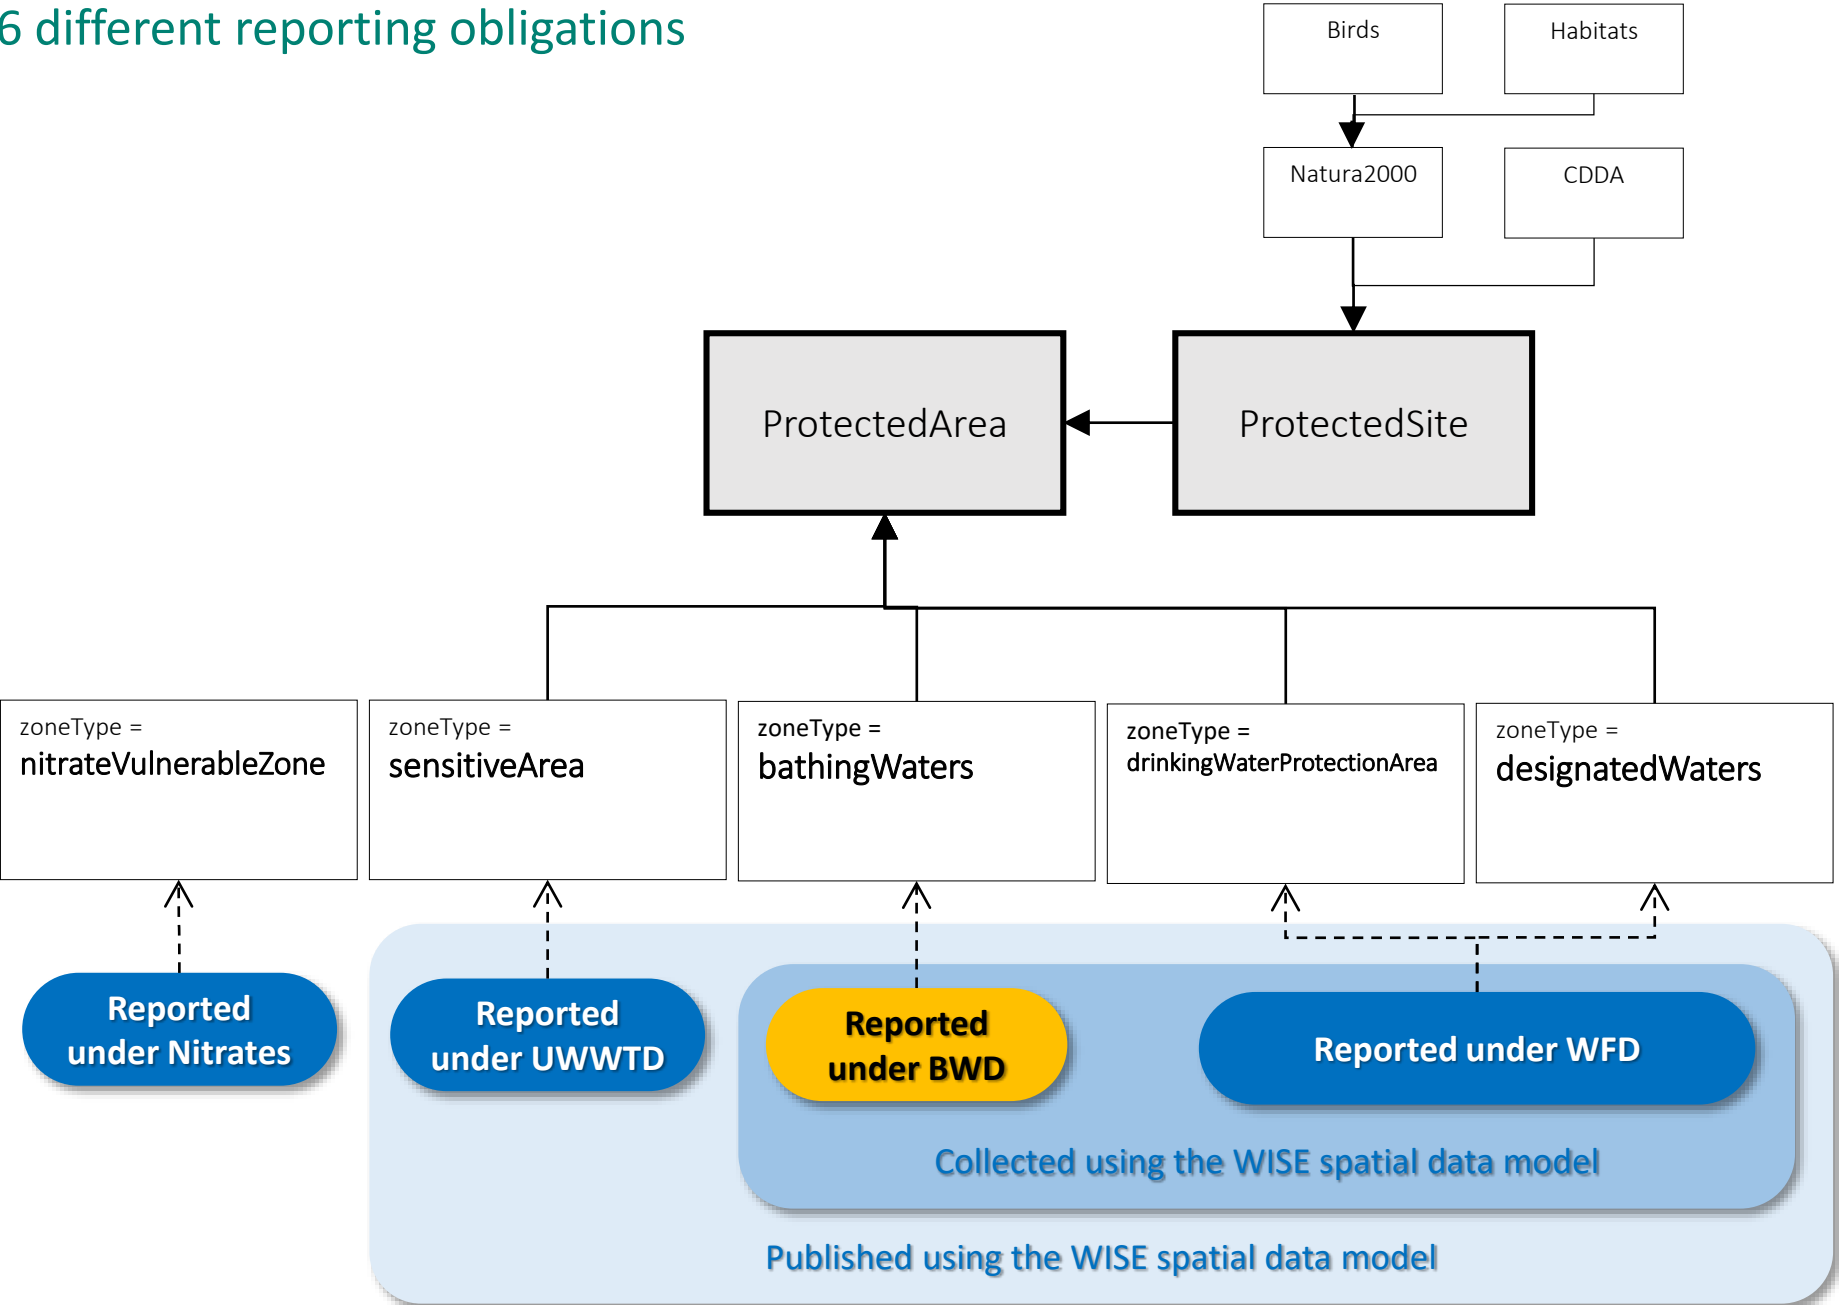 6 different reporting obligations
Birds
Habitats
Natura2000
CDDA
ProtectedArea
ProtectedSite
zoneType =
nitrateVulnerableZone
zoneType =
sensitiveArea
zoneType =
bathingWaters
zoneType =
drinkingWaterProtectionArea
zoneType =
designatedWaters
Reported
under Nitrates
Reported
under UWWTD
Reported
under BWD
Reported under WFD
Collected using the WISE spatial data model
Published using the WISE spatial data model